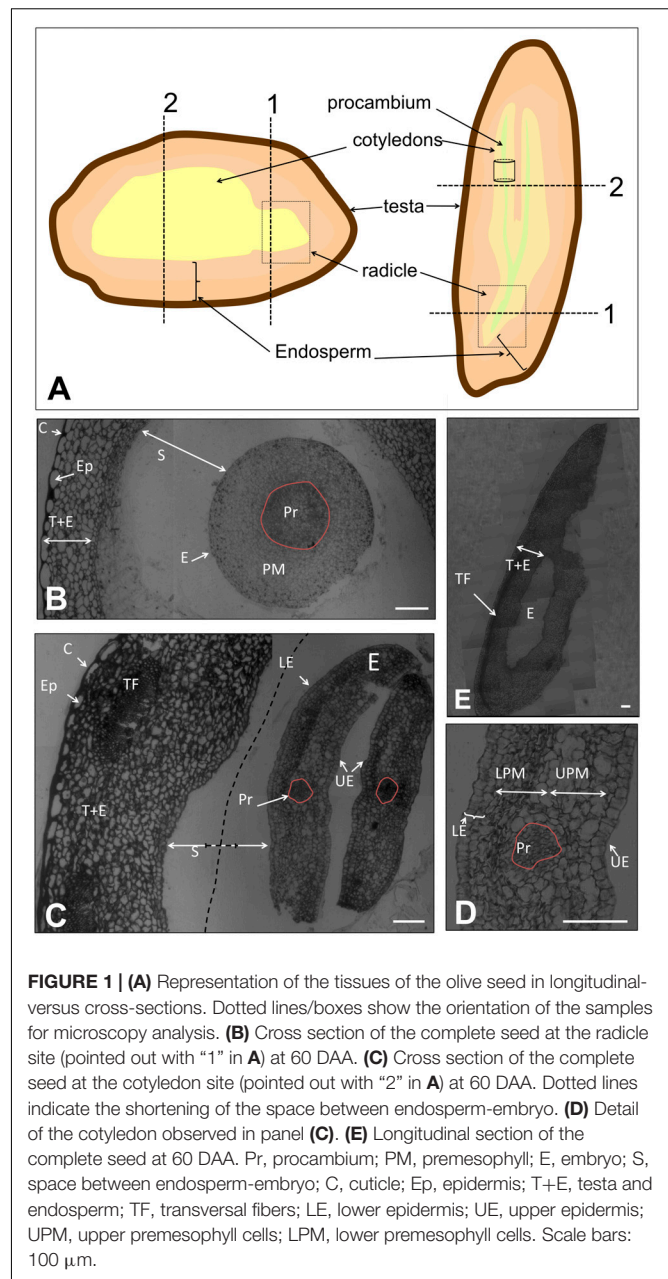 2
1
procambium
cotyledons
2
testa
radicle
1
Endosperm
A
C
Ep
S
T+E
Pr
E
PM
B
T+E
TF
E
E
C
LE
E
Ep
TF
UE
Pr
T+E
S
C
LPM
UPM
LE
Pr
UE
D
FIGURE 1 | (A) Representation of the tissues of the olive seed in longitudinal-
versus cross-sections. Dotted lines/boxes show the orientation of the samples
for microscopy analysis. (B) Cross section of the complete seed at the radicle
site (pointed out with “1” in A) at 60 DAA. (C) Cross section of the complete
seed at the cotyledon site (pointed out with “2” in A) at 60 DAA. Dotted lines
indicate the shortening of the space between endosperm-embryo. (D) Detail
of the cotyledon observed in panel (C). (E) Longitudinal section of the
complete seed at 60 DAA. Pr, procambium; PM, premesophyll; E, embryo; S,
space between endosperm-embryo; C, cuticle; Ep, epidermis; T+E, testa and
endosperm; TF, transversal fibers; LE, lower epidermis; UE, upper epidermis;
UPM, upper premesophyll cells; LPM, lower premesophyll cells. Scale bars:
100 μm.